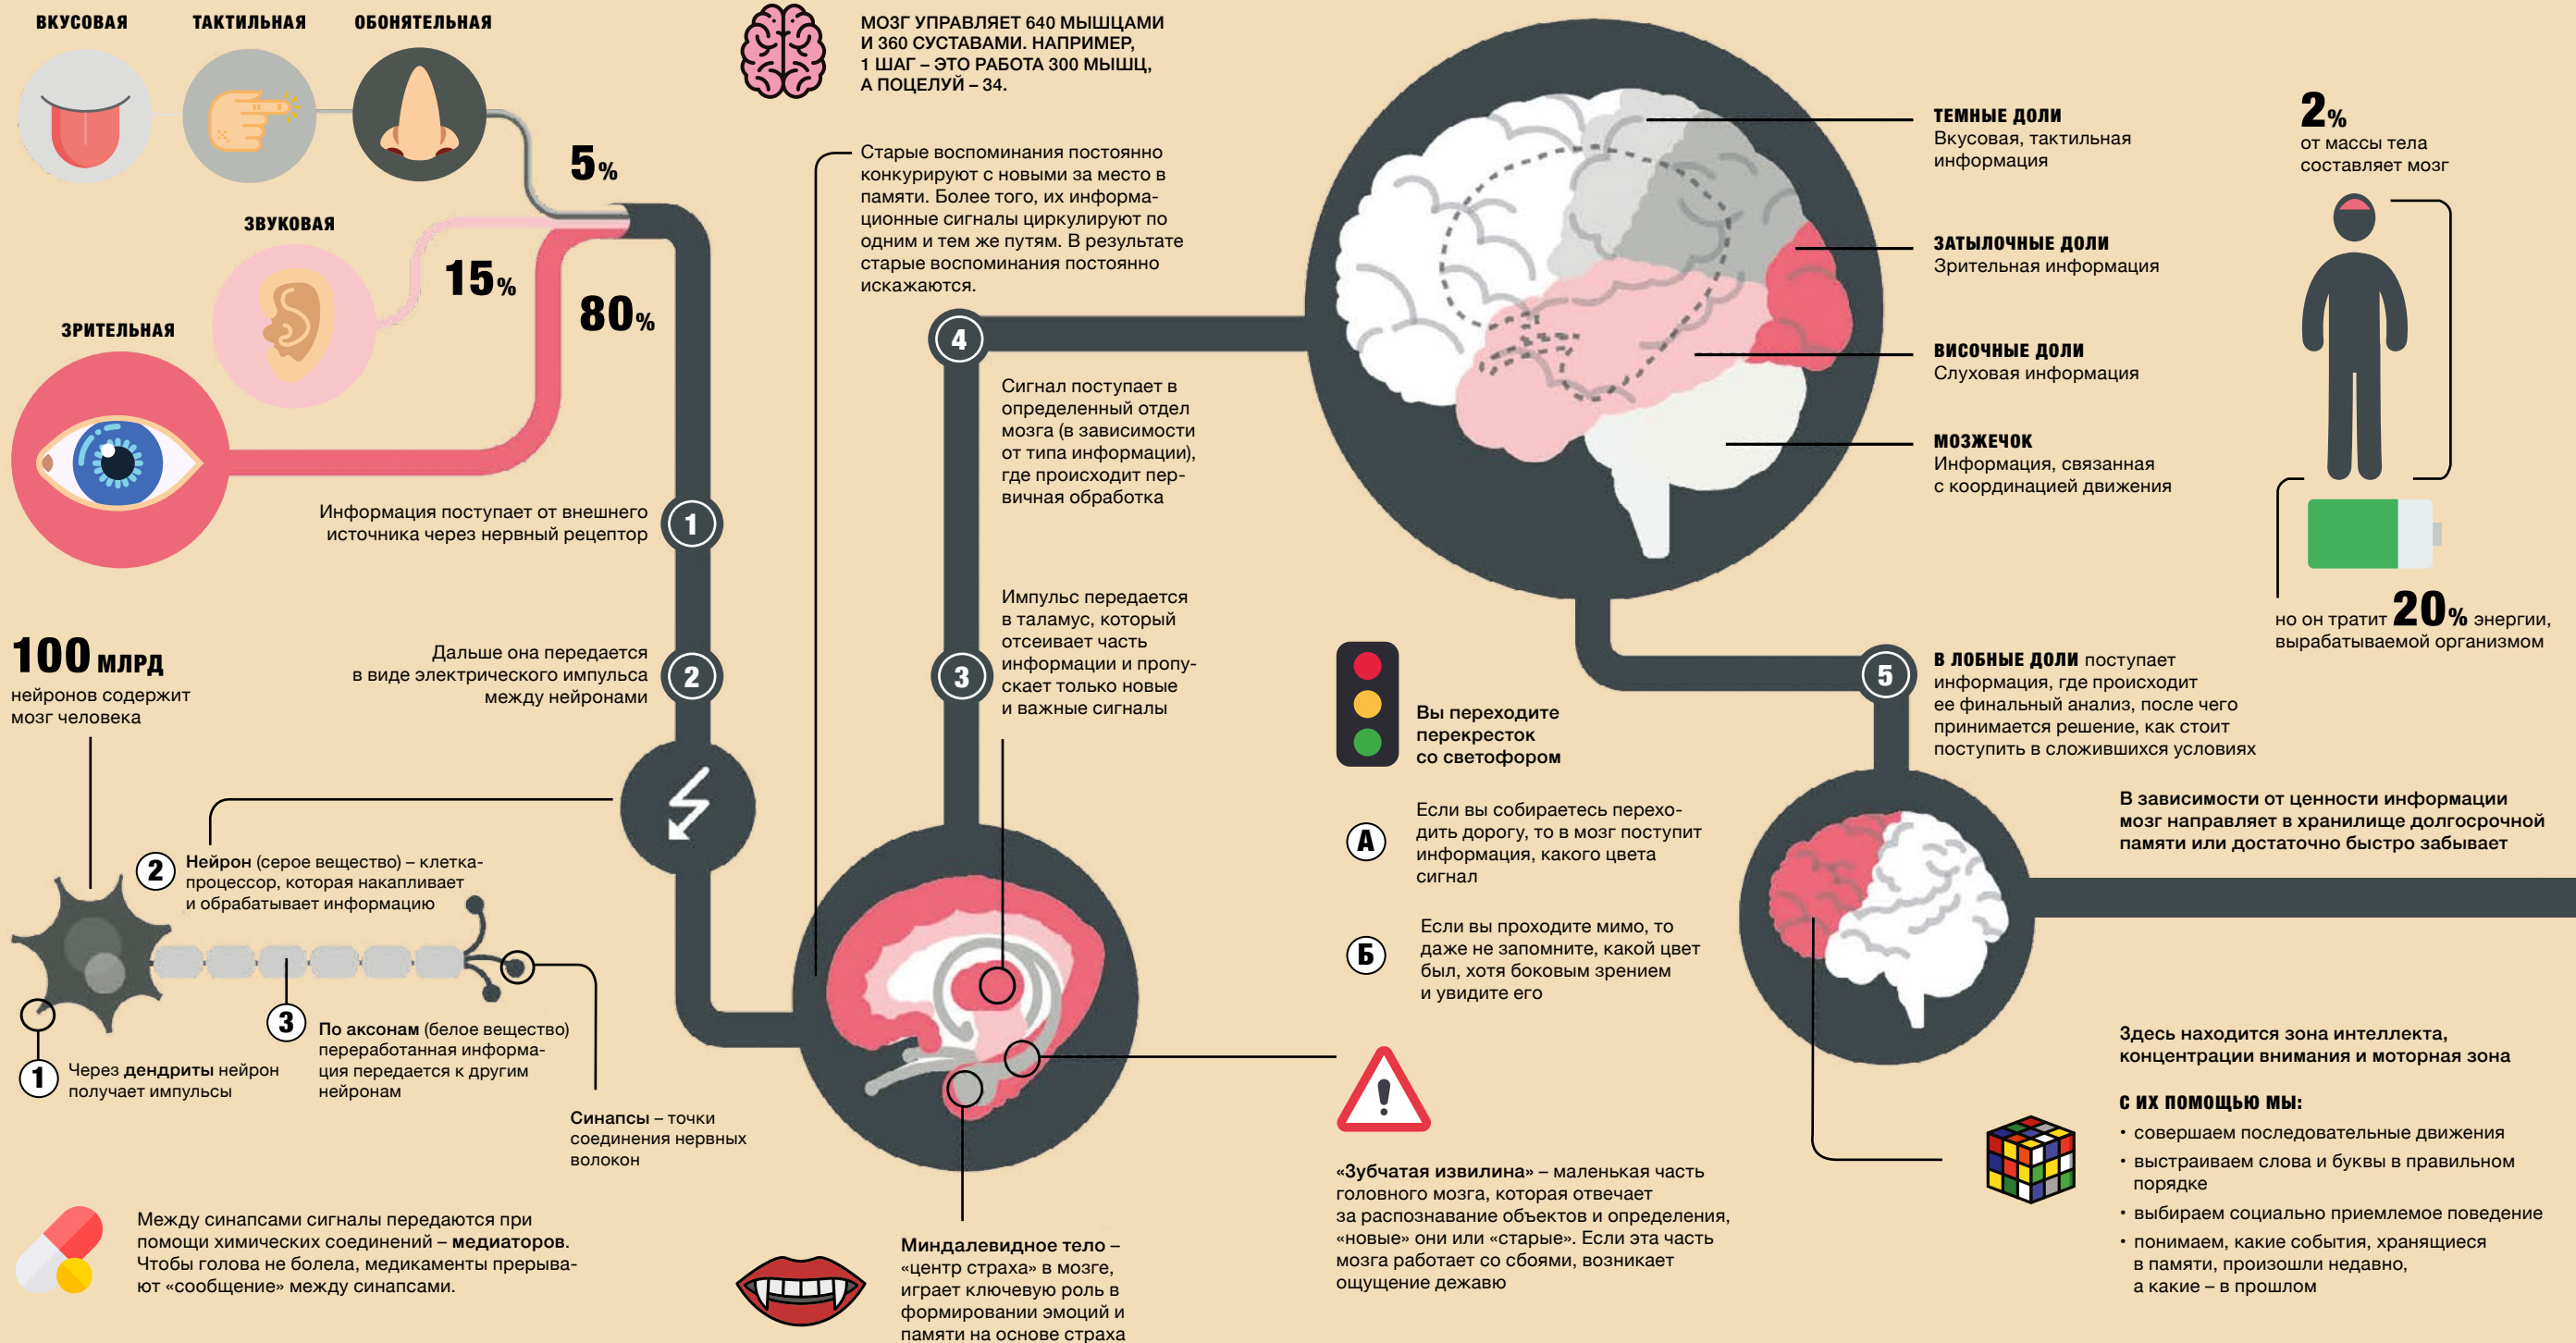 ВКУСОВАЯ
ТАКТИЛЬНАЯ
ОБОНЯТЕЛЬНАЯ
5%
ЗВУКОВАЯ
15%
ЗРИТЕЛЬНАЯ
80%
МОЗГ УПРАВЛЯЕТ 640 МЫШЦАМИ
И 360 СУСТАВАМИ. НАПРИМЕР,
1 ШАГ – ЭТО РАБОТА 300 МЫШЦ,
А ПОЦЕЛУЙ – 34.
Старые воспоминания постоянно
конкурируют с новыми за место в
памяти. Более того, их информа-
ционные сигналы циркулируют по
одним и тем же путям. В результате
старые воспоминания постоянно
искажаются.
1
Информация поступает от внешнего
источника через нервный рецептор
2
Дальше она передается
в виде электрического импульса
между нейронами
100 МЛРД
нейронов содержит
мозг человека
2
Нейрон (серое вещество) – клетка-
процессор, которая накапливает
и обрабатывает информацию
3
По аксонам (белое вещество)
переработанная информа-
ция передается к другим
нейронам
1
Через дендриты нейрон
получает импульсы
Синапсы – точки
соединения нервных
волокон
Между синапсами сигналы передаются при
помощи химических соединений – медиаторов.
Чтобы голова не болела, медикаменты прерыва-
ют «сообщение» между синапсами.
4
Сигнал поступает в
определенный отдел
мозга (в зависимости
от типа информации),
где происходит пер-
вичная обработка
3
Импульс передается
в таламус, который
отсеивает часть
информации и пропу-
скает только новые
и важные сигналы
Миндалевидное тело –
«центр страха» в мозге,
играет ключевую роль в
формировании эмоций и
памяти на основе страха
ТЕМНЫЕ ДОЛИ
Вкусовая, тактильная
информация
ЗАТЫЛОЧНЫЕ ДОЛИ
Зрительная информация
ВИСОЧНЫЕ ДОЛИ
Слуховая информация
МОЗЖЕЧОК
Информация, связанная
с координацией движения
2%
от массы тела
составляет мозг
но он тратит 20% энергии,
вырабатываемой организмом
Вы переходите
перекресток
со светофором
А
Если вы собираетесь перехо-
дить дорогу, то в мозг поступит
информация, какого цвета
сигнал
Б
Если вы проходите мимо, то
даже не запомните, какой цвет
был, хотя боковым зрением
и увидите его
«Зубчатая извилина» – маленькая часть
головного мозга, которая отвечает
за распознавание объектов и определения,
«новые» они или «старые». Если эта часть
мозга работает со сбоями, возникает
ощущение дежавю
5
В ЛОБНЫЕ ДОЛИ поступает
информация, где происходит
ее финальный анализ, после чего
принимается решение, как стоит
поступить в сложившихся условиях
В зависимости от ценности информации
мозг направляет в хранилище долгосрочной
памяти или достаточно быстро забывает
Здесь находится зона интеллекта,
концентрации внимания и моторная зона
С ИХ ПОМОЩЬЮ МЫ:
• совершаем последовательные движения
• выстраиваем слова и буквы в правильном
порядке
• выбираем социально приемлемое поведение
• понимаем, какие события, хранящиеся
в памяти, произошли недавно,
а какие – в прошлом